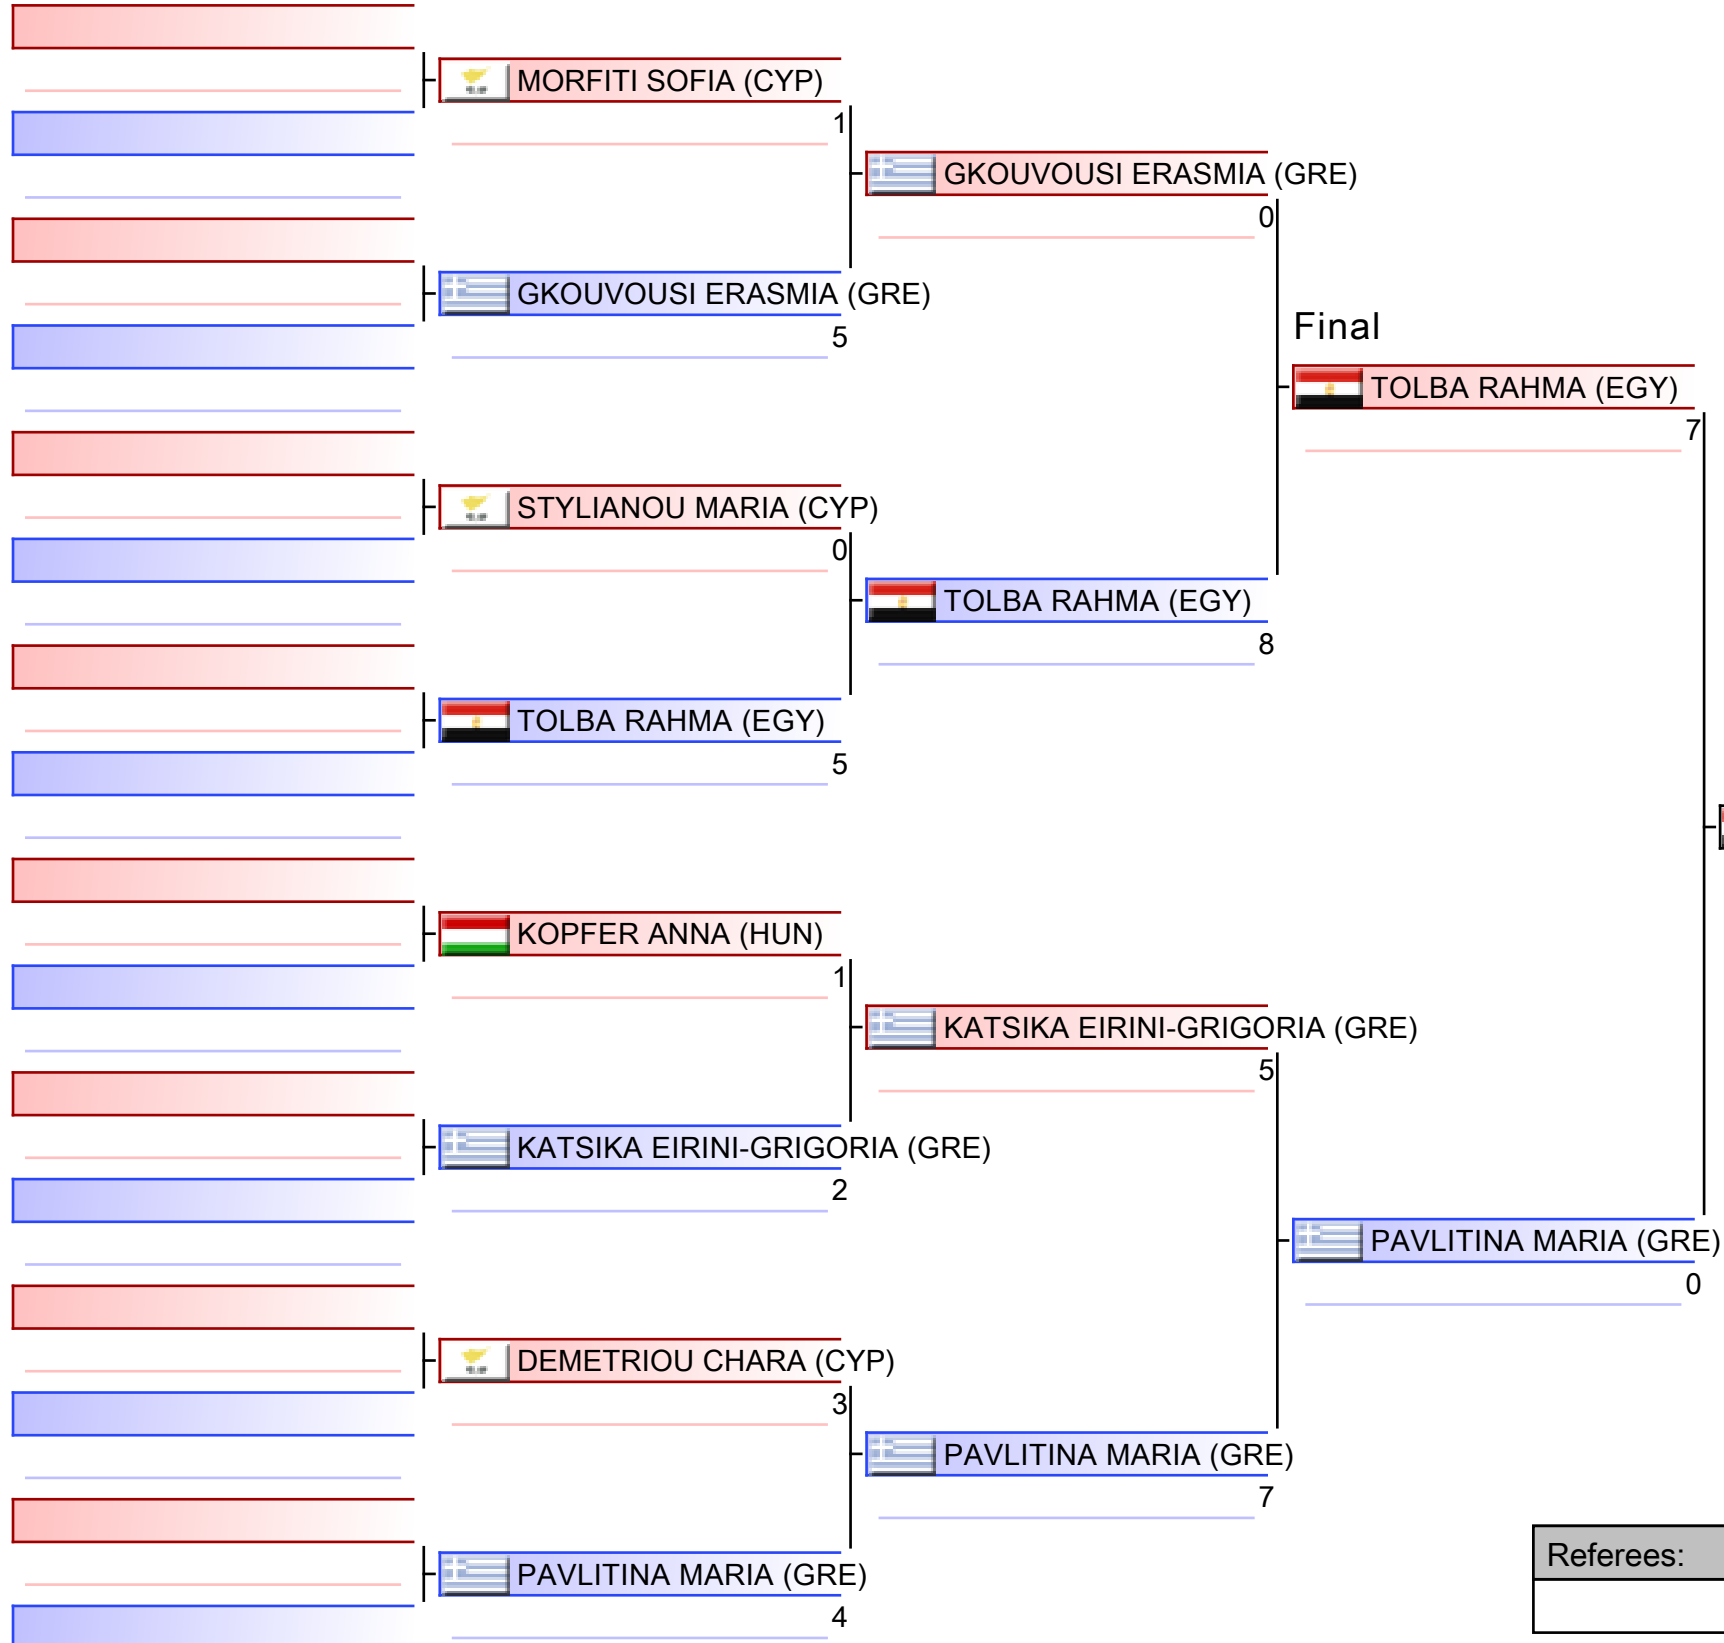 MORFITI SOFIA (CYP)
1
GKOUVOUSI ERASMIA (GRE)
0
GKOUVOUSI ERASMIA (GRE)
5
Final
TOLBA RAHMA (EGY)
7
STYLIANOU MARIA (CYP)
0
TOLBA RAHMA (EGY)
8
TOLBA RAHMA (EGY)
5
KOPFER ANNA (HUN)
1
KATSIKA EIRINI-GRIGORIA (GRE)
5
KATSIKA EIRINI-GRIGORIA (GRE)
2
PAVLITINA MARIA (GRE)
0
DEMETRIOU CHARA (CYP)
3
PAVLITINA MARIA (GRE)
7
PAVLITINA MARIA (GRE)
4
Referees: